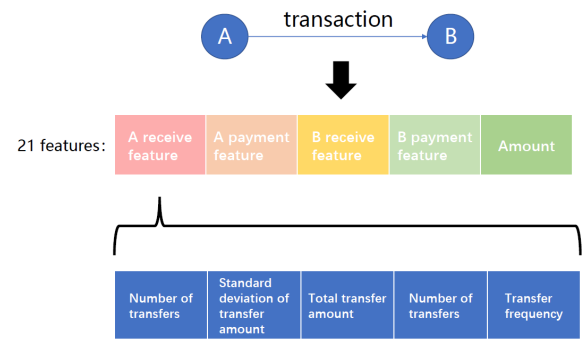 transaction
A
B
21 features:
A receive
feature
A payment
feature
B receive
feature
B payment
feature
Amount
Number of
transfers
Standard
deviation of
transfer
amount
Total transfer
amount
Number of
transfers
Transfer
frequency